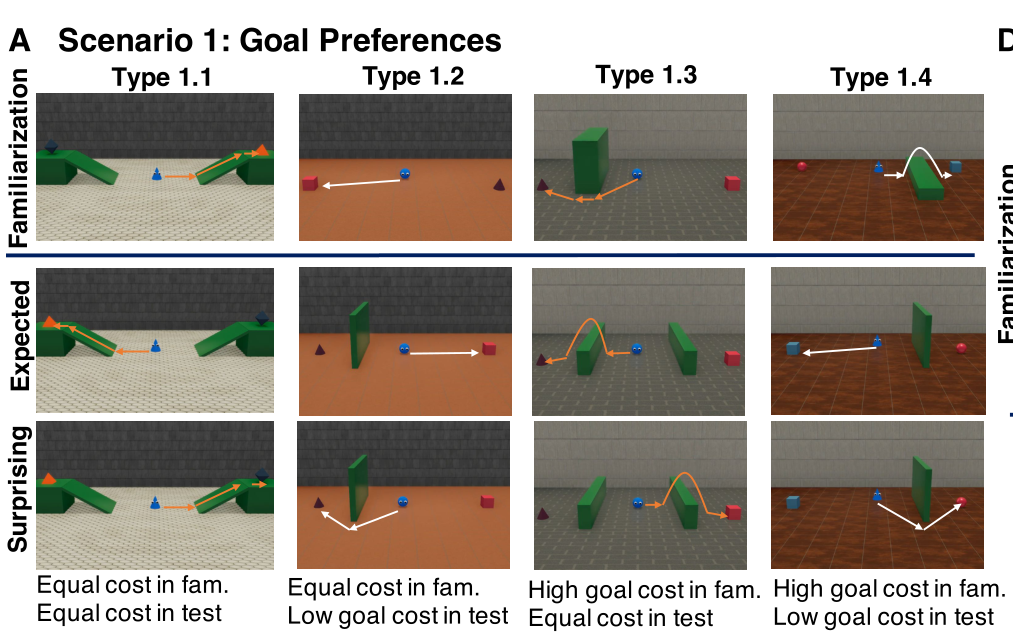 A Scenario 1: Goal Preferences
D
Type 1.1
Type 1.2
Type 1.3
Type 1.4
Familiarization
Expected
Surprising
Equal cost in fam.
Equal cost in test
Equal cost in fam.
Low goal cost in test
High goal cost in fam.
Equal cost in test
High goal cost in fam.
Low goal cost in test
Familiarization